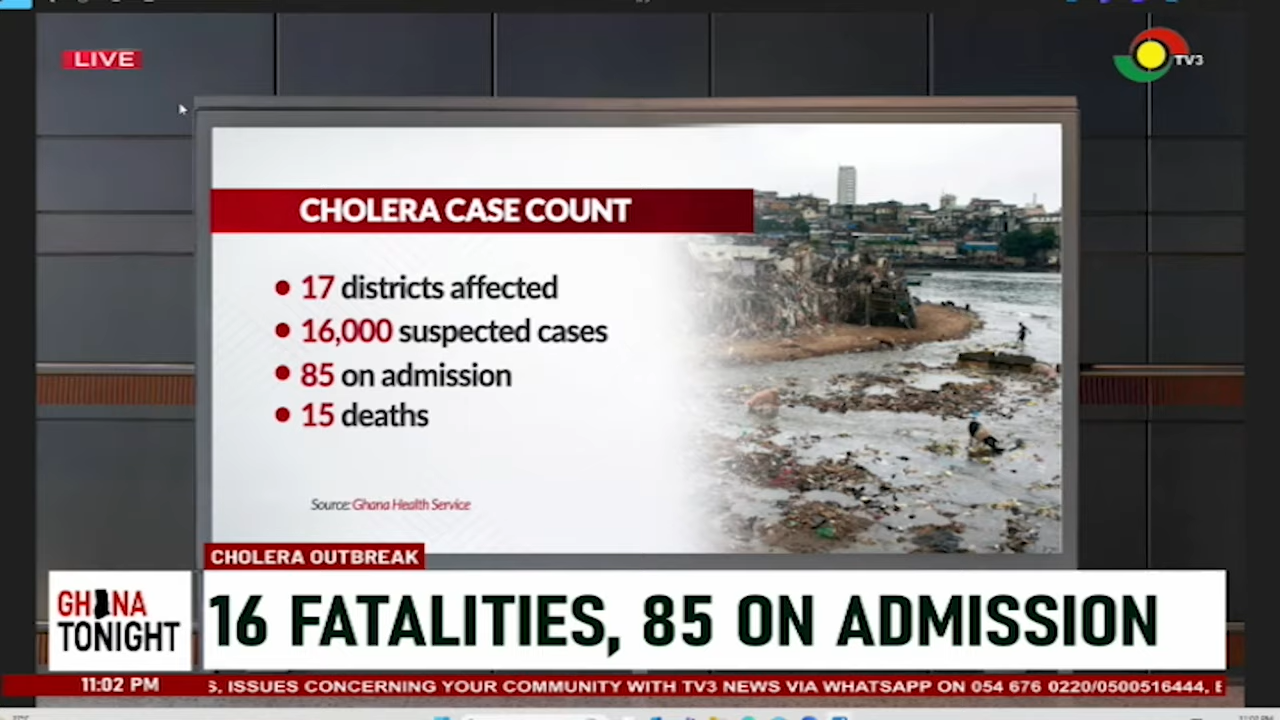 LIVE
TV3
CHOLERA CASE COUNT
• 17 districts affected
• 16,000 suspected cases
• 85 on admission
• 15 deaths
Source: Ghana Health Service
CHOLERA OUTBREAK
GHANA
TONIGHT
16 FATALITIES, 85 ON ADMISSION
11:02 PM
S, ISSUES CONCERNING YOUR COMMUNITY WITH TV3 NEWS VIA WHATSAPP ON 054 676 0220/0500516444, E